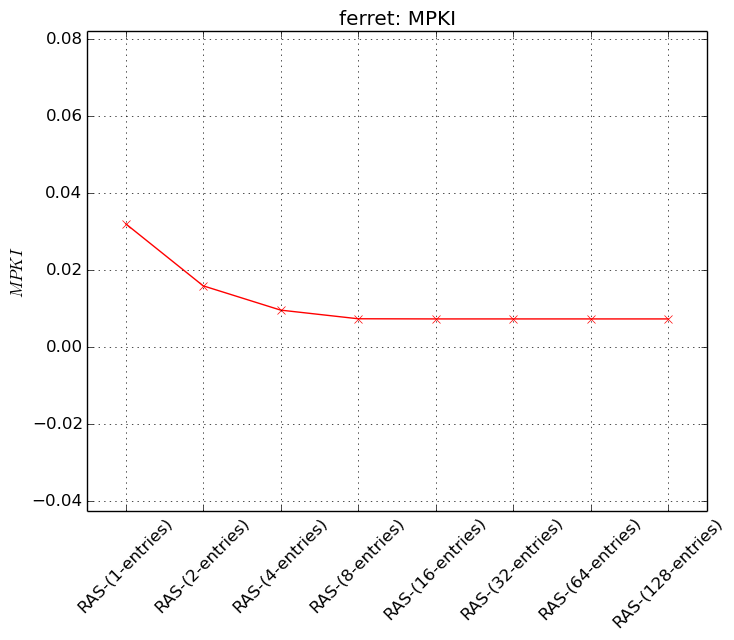 ferret: MPKI
0.08
0.06
0.04
0.02
0.00
−0.02
−0.04
MPKI
RAS-(1-entries)
RAS-(2-entries)
RAS-(4-entries)
RAS-(8-entries)
RAS-(16-entries)
RAS-(32-entries)
RAS-(64-entries)
RAS-(128-entries)